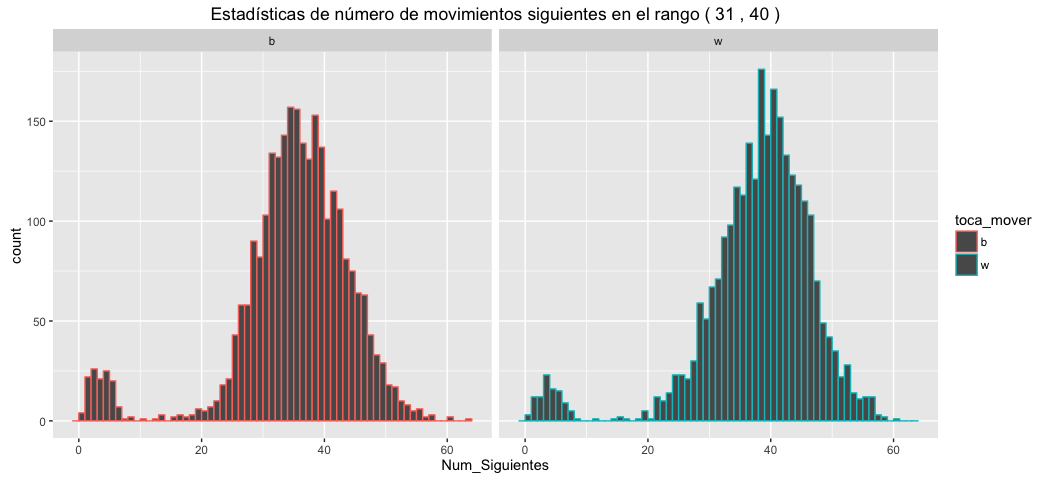 Estadísticas de número de movimientos siguientes en el rango ( 31 , 40 )
b
w
150
100
50
0
count
0
20
40
60
0
20
40
60
Num_Siguientes
toca_mover
b
w